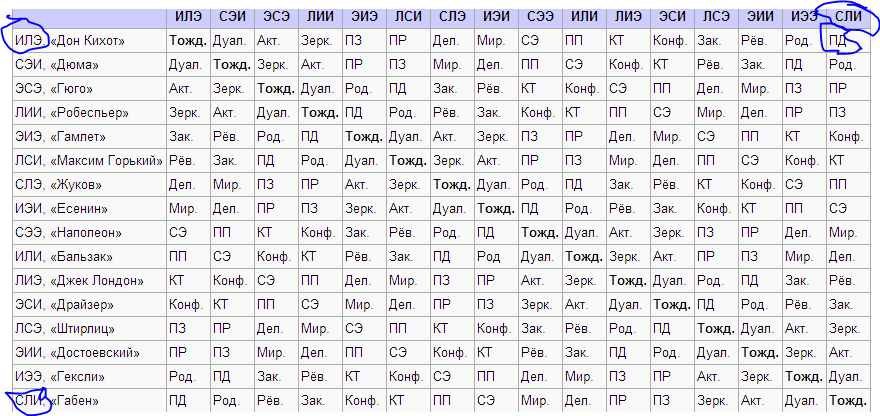 ИЛЭ СЭИ ЭСЭ ЛИИ ЭИЭ ЛСИ СЛЭ ИЭИ СЭЭ ИЛИ ЛИЭ ЭСИ ЛСЭ ЭИИ ИЭЭ СЛИ
ИЛЭ, «Дон Кихот» Тожд. Дуал. Акт. Зерк. ПЗ ПР Дел. Мир. СЭ ПП КТ Конф. Зак. Рёв. Род. ПД
СЭИ, «Дюма» Дуал. Тожд. Зерк. Акт. ПР ПЗ Мир. Дел. ПП СЭ Конф. КТ Рёв. Зак. ПД Род.
ЭСЭ, «Гюго» Акт. Зерк. Тожд. Дуал. Род. ПД Зак. Рёв. КТ Конф. СЭ ПП Дел. Мир. ПЗ ПР
ЛИИ, «Робеспьер» Зерк. Акт. Дуал. Тожд. ПД Род. Рёв. Зак. Конф. КТ ПП СЭ Мир. Дел. ПР ПЗ
ЭИЭ, «Гамлет» Зак. Рёв. Род. ПД Тожд. Дуал. Акт. Зерк. ПЗ ПР Дел. Мир. СЭ ПП КТ Конф.
ЛСИ, «Максим Горький» Рёв. Зак. ПД Род. Дуал. Тожд. Зерк. Акт. ПР ПЗ Мир. Дел. ПП СЭ Конф. КТ
СЛЭ, «Жуков» Дел. Мир. ПЗ ПР Акт. Зерк. Тожд. Дуал. Род. ПД Зак. Рёв. КТ Конф. СЭ ПП
ИЭИ, «Есенин» Мир. Дел. ПР ПЗ Зерк. Акт. Дуал. Тожд. ПД Род. Рёв. Зак. Конф. КТ ПП СЭ
СЭЭ, «Наполеон» СЭ ПП КТ Конф. Зак. Рёв. Род. ПД Тожд. Дуал. Акт. Зерк. ПЗ ПР Дел. Мир.
ИЛИ, «Бальзак» ПП СЭ Конф. КТ Рёв. Зак. ПД Род Дуал. Тожд. Зерк. Акт. ПР ПЗ Мир. Дел.
ЛИЭ, «Джек Лондон» КТ Конф. СЭ ПП Дел. Мир. ПЗ ПР Акт. Зерк. Тожд. Дуал. Род. ПД Зак. Рёв.
ЭСИ, «Драйзер» Конф. КТ ПП СЭ Мир. Дел. ПР ПЗ Зерк. Акт. Дуал. Тожд. ПД Род. Рёв. Зак.
ЛСЭ, «Штирлиц» ПЗ ПР Дел. Мир. СЭ ПП КТ Конф. Зак. Рёв. Род. ПД Тожд. Дуал. Акт. Зерк.
ЭИИ, «Достоевский» ПР ПЗ Мир. Дел. ПП СЭ Конф. КТ Рёв. Зак. ПД Род. Дуал. Тожд. Зерк. Акт.
ИЭЭ, «Гексли» Род. ПД Зак. Рёв. КТ Конф. СЭ ПП Дел. Мир. ПЗ ПР Акт. Зерк. Тожд. Дуал.
СЛИ, «Габен» ПД Род. Рёв. Зак. Конф. КТ ПП СЭ Мир. Дел. ПР ПЗ Зерк. Акт. Дуал. Тожд.